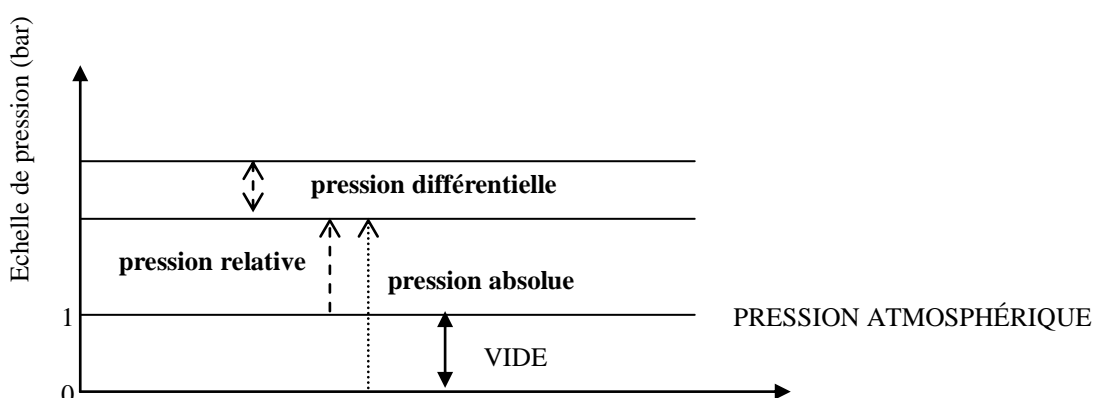 Echelle de pression (bar)
pression différentielle
pression relative
pression absolue
1
PRESSION ATMOSPHÉRIQUE
VIDE
0